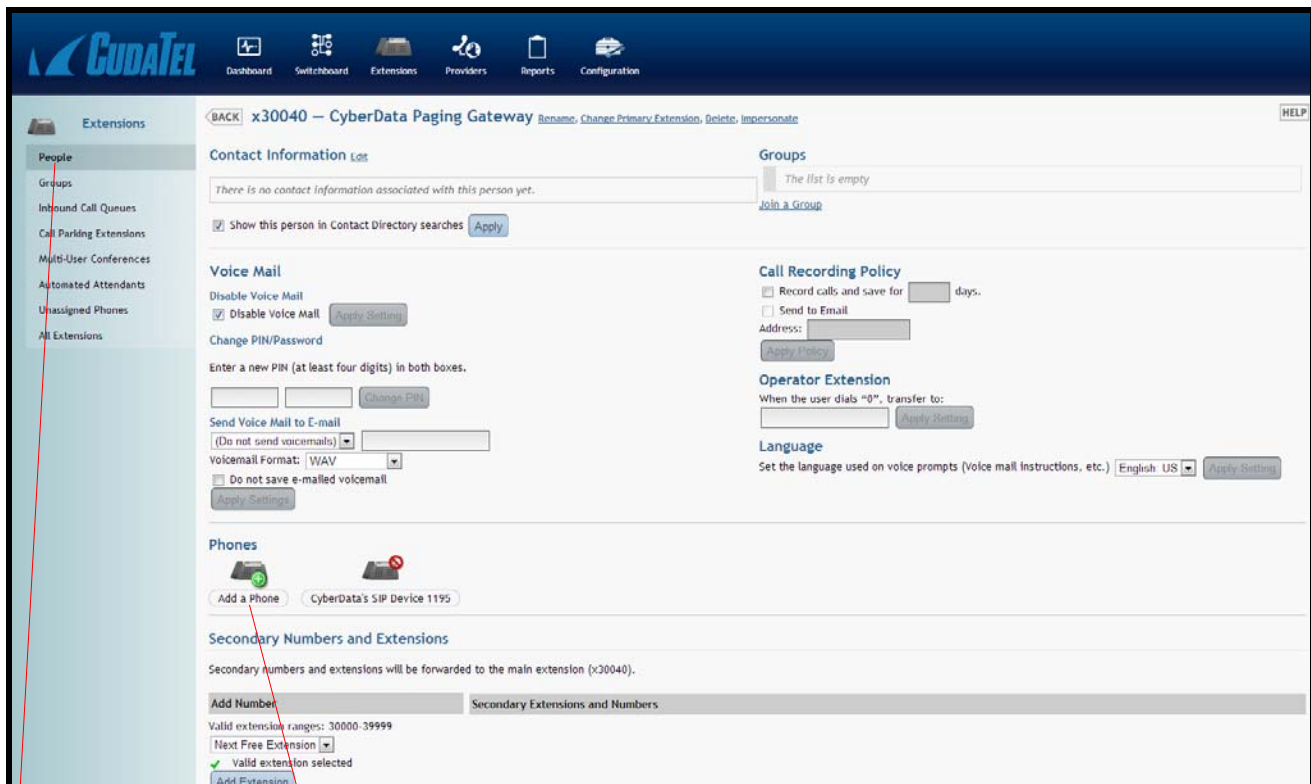 CUDATEL
Dashboard Switchboard Extensions Providers Reports Configuration
Extensions
People
Groups
Inbound Call Queues
Call Parking Extensions
Multi-User Conferences
Automated Attendants
Unassigned Phones
All Extensions
BACK x30040 — CyberData Paging Gateway Rename, Change Primary Extension, Delete, Impersonate
HELP
Contact Information Edit
There is no contact information associated with this person yet.
Show this person in Contact Directory searches Apply
Groups
The list is empty
Join a Group
Voice Mail
Disable Voice Mail
Disable Voice Mail Apply Setting
Change PIN/Password
Enter a new PIN (at least four digits) in both boxes.
Change PIN
Send Voice Mail to E-mail
(Do not send voicemails)
Voicemail Format: WAV
Do not save e-mailed voicemail
Apply Settings
Call Recording Policy
Record calls and save for days.
Send to Email
Address:
Apply Policy
Operator Extension
When the user dials "0", transfer to:
Apply Setting
Language
Set the language used on voice prompts (Voice mail instructions, etc.) English: US Apply Setting
Phones
Add a Phone CyberData's SIP Device 1195
Secondary Numbers and Extensions
Secondary numbers and extensions will be forwarded to the main extension (x30040).
Add Number Secondary Extensions and Numbers
Valid extension ranges: 30000-39999
Next Free Extension
Valid extension selected
Add Extension